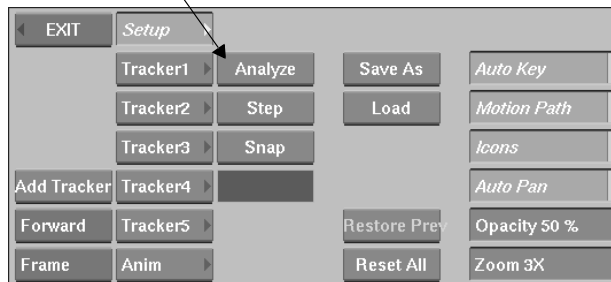 EXIT Setup
Tracker1 Analyze Save As Auto Key
Tracker2 Step Load Motion Path
Tracker3 Snap Icons
Add Tracker Tracker4 Auto Pan
Forward Tracker5 Restore Prev Opacity 50 %
Frame Anim Reset All Zoom 3X